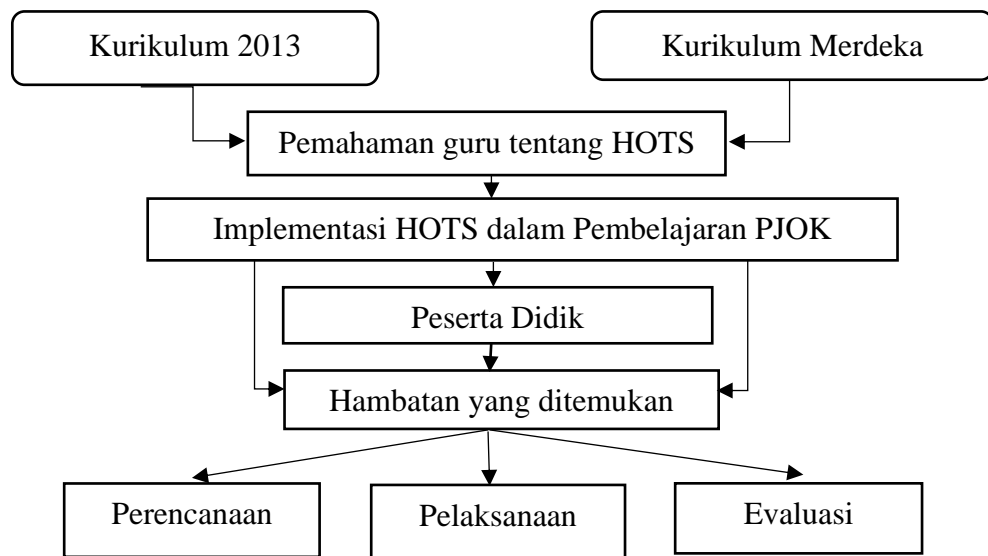 Kurikulum 2013
Kurikulum Merdeka
Pemahaman guru tentang HOTS
Implementasi HOTS dalam Pembelajaran PJOK
Peserta Didik
Hambatan yang ditemukan
Perencanaan
Pelaksanaan
Evaluasi